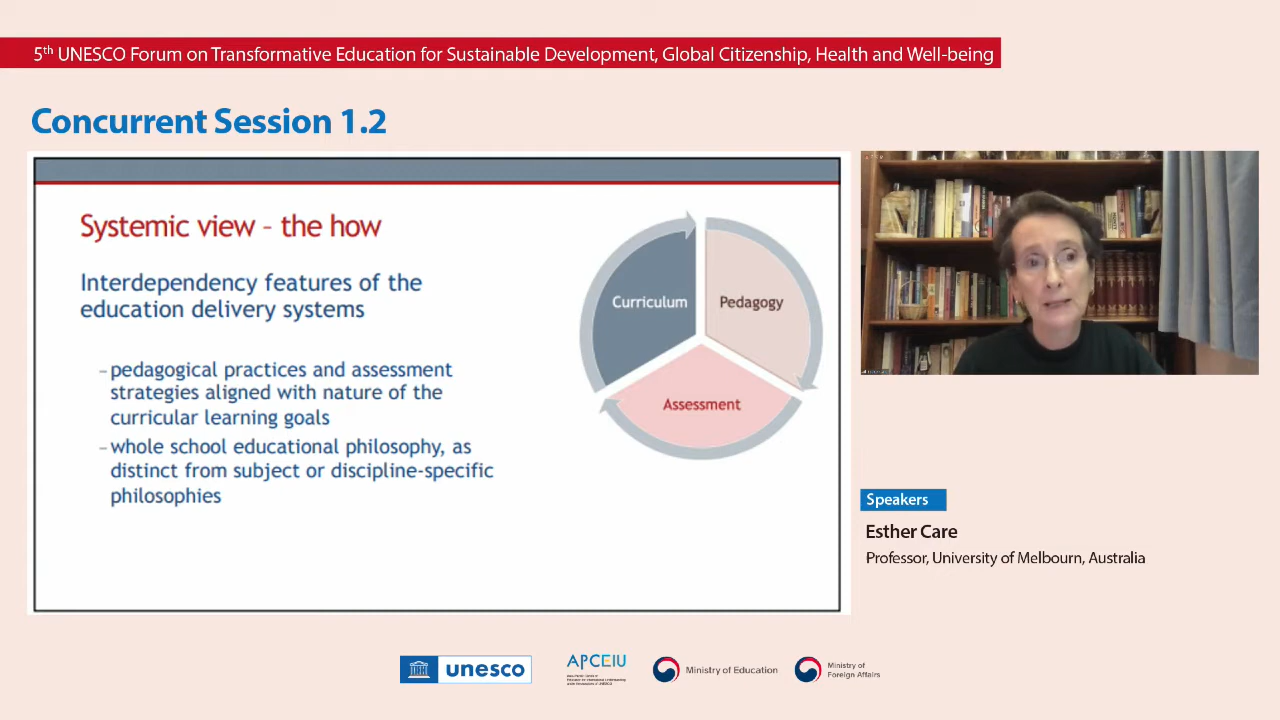 5th UNESCO Forum on Transformative Education for Sustainable Development, Global Citizenship, Health and Well-being
Concurrent Session 1.2
Systemic view - the how
Interdependency features of the
education delivery systems
-pedagogical practices and assessment
strategies aligned with nature of the
curricular learning goals
-whole school educational philosophy, as
distinct from subject or discipline-specific
philosophies
Curriculum
Pedagogy
Assessment
Speakers
Esther Care
Professor, University of Melbourn, Australia
unesco
APCEIU
Ministry of Education
Ministry of
Foreign Affairs